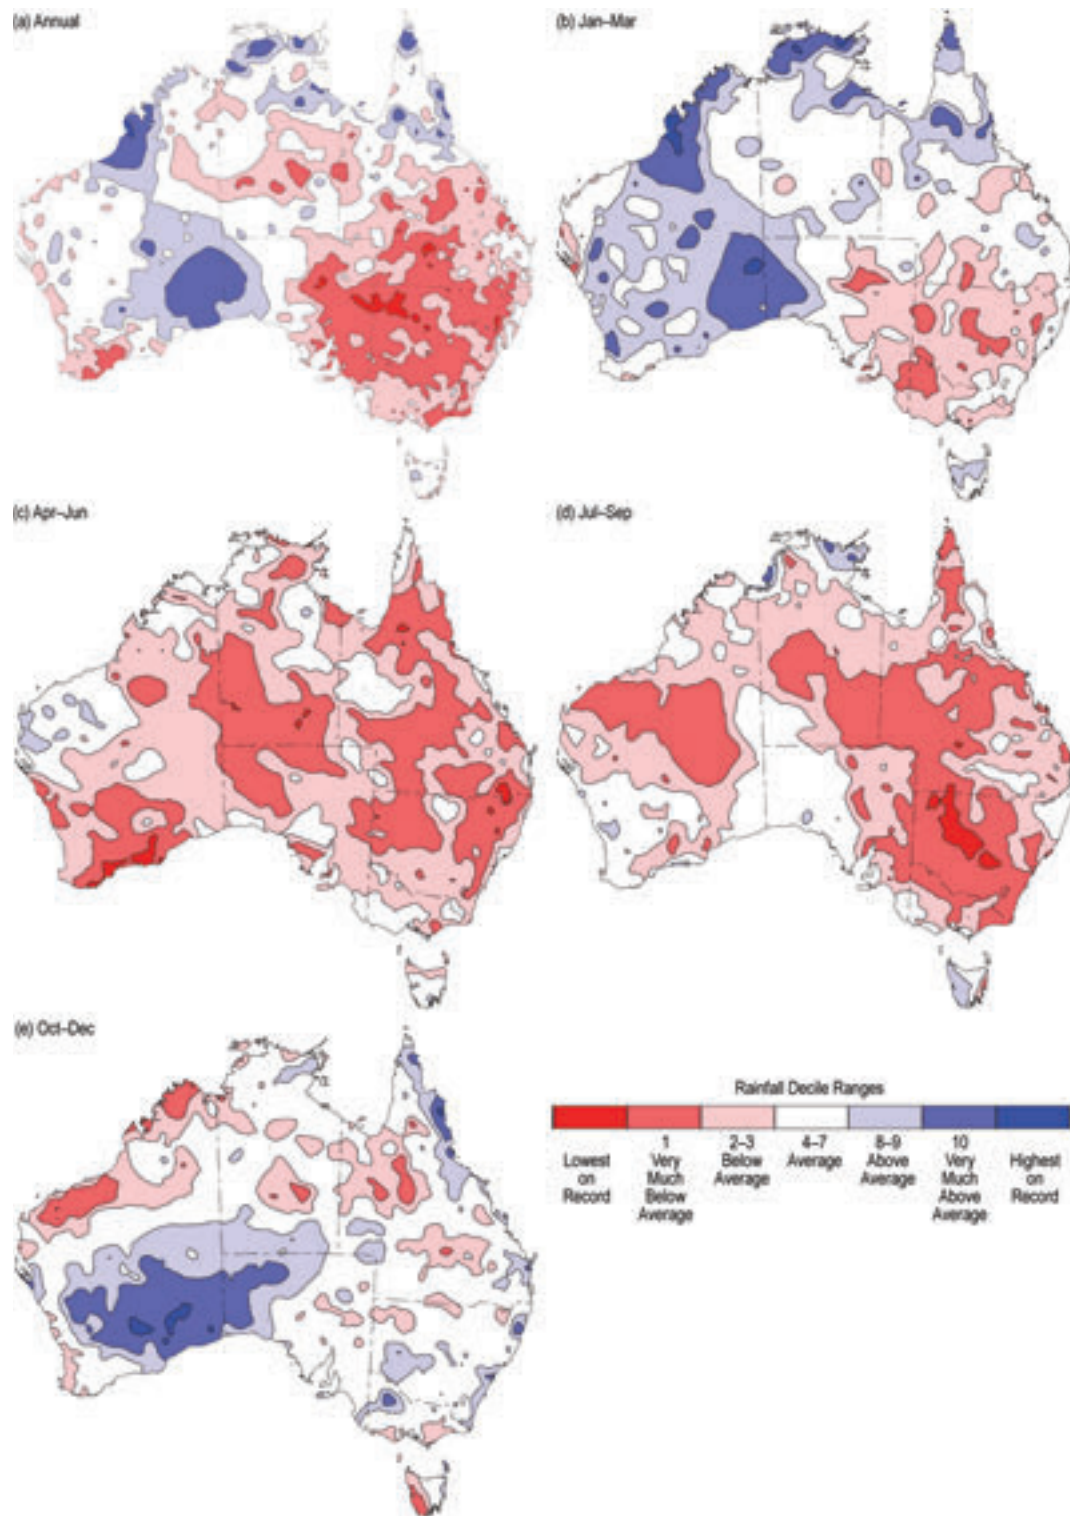 (a) Annual
(b) Jan–Mar
(c) Apr–Jun
(d) Jul–Sep
(e) Oct–Dec
Rainfall Decile Ranges
Lowest
on
Record
1
Very
Much
Below
Average
2–3
Below
Average
4–7
Average
8–9
Above
Average
10
Very
Much
Above
Average
Highest
on
Record